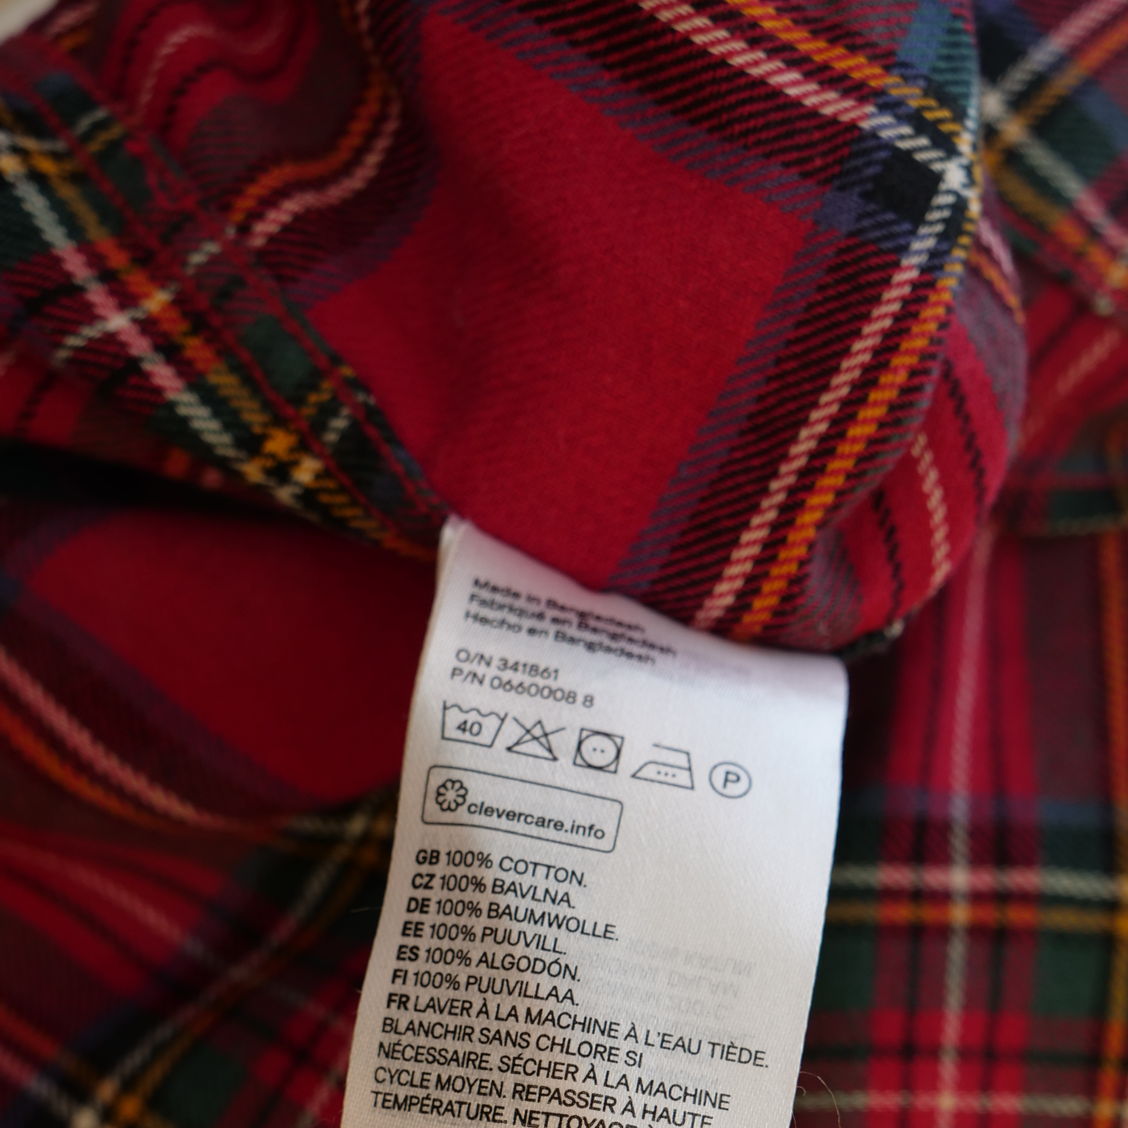 Made in Bangladesh
Fabriqué en Bangladesh
Hecho en Bangladesh
O/N 341861
P/N 0660008 8
40
P
clevercare.info
GB 100% COTTON.
CZ 100% BAVLNA.
DE 100% BAUMWOLLE.
EE 100% PUUVILL.
ES 100% ALGODÓN.
FI 100% PUUVILLAA.
FR LAVER À LA MACHINE À L'EAU TIÈDE.
BLANCHIR SANS CHLORE SI
NÉCESSAIRE. SÉCHER À LA MACHINE
CYCLE MOYEN. REPASSER À HAUTE
TEMPÉRATURE. NETTOYAGE À